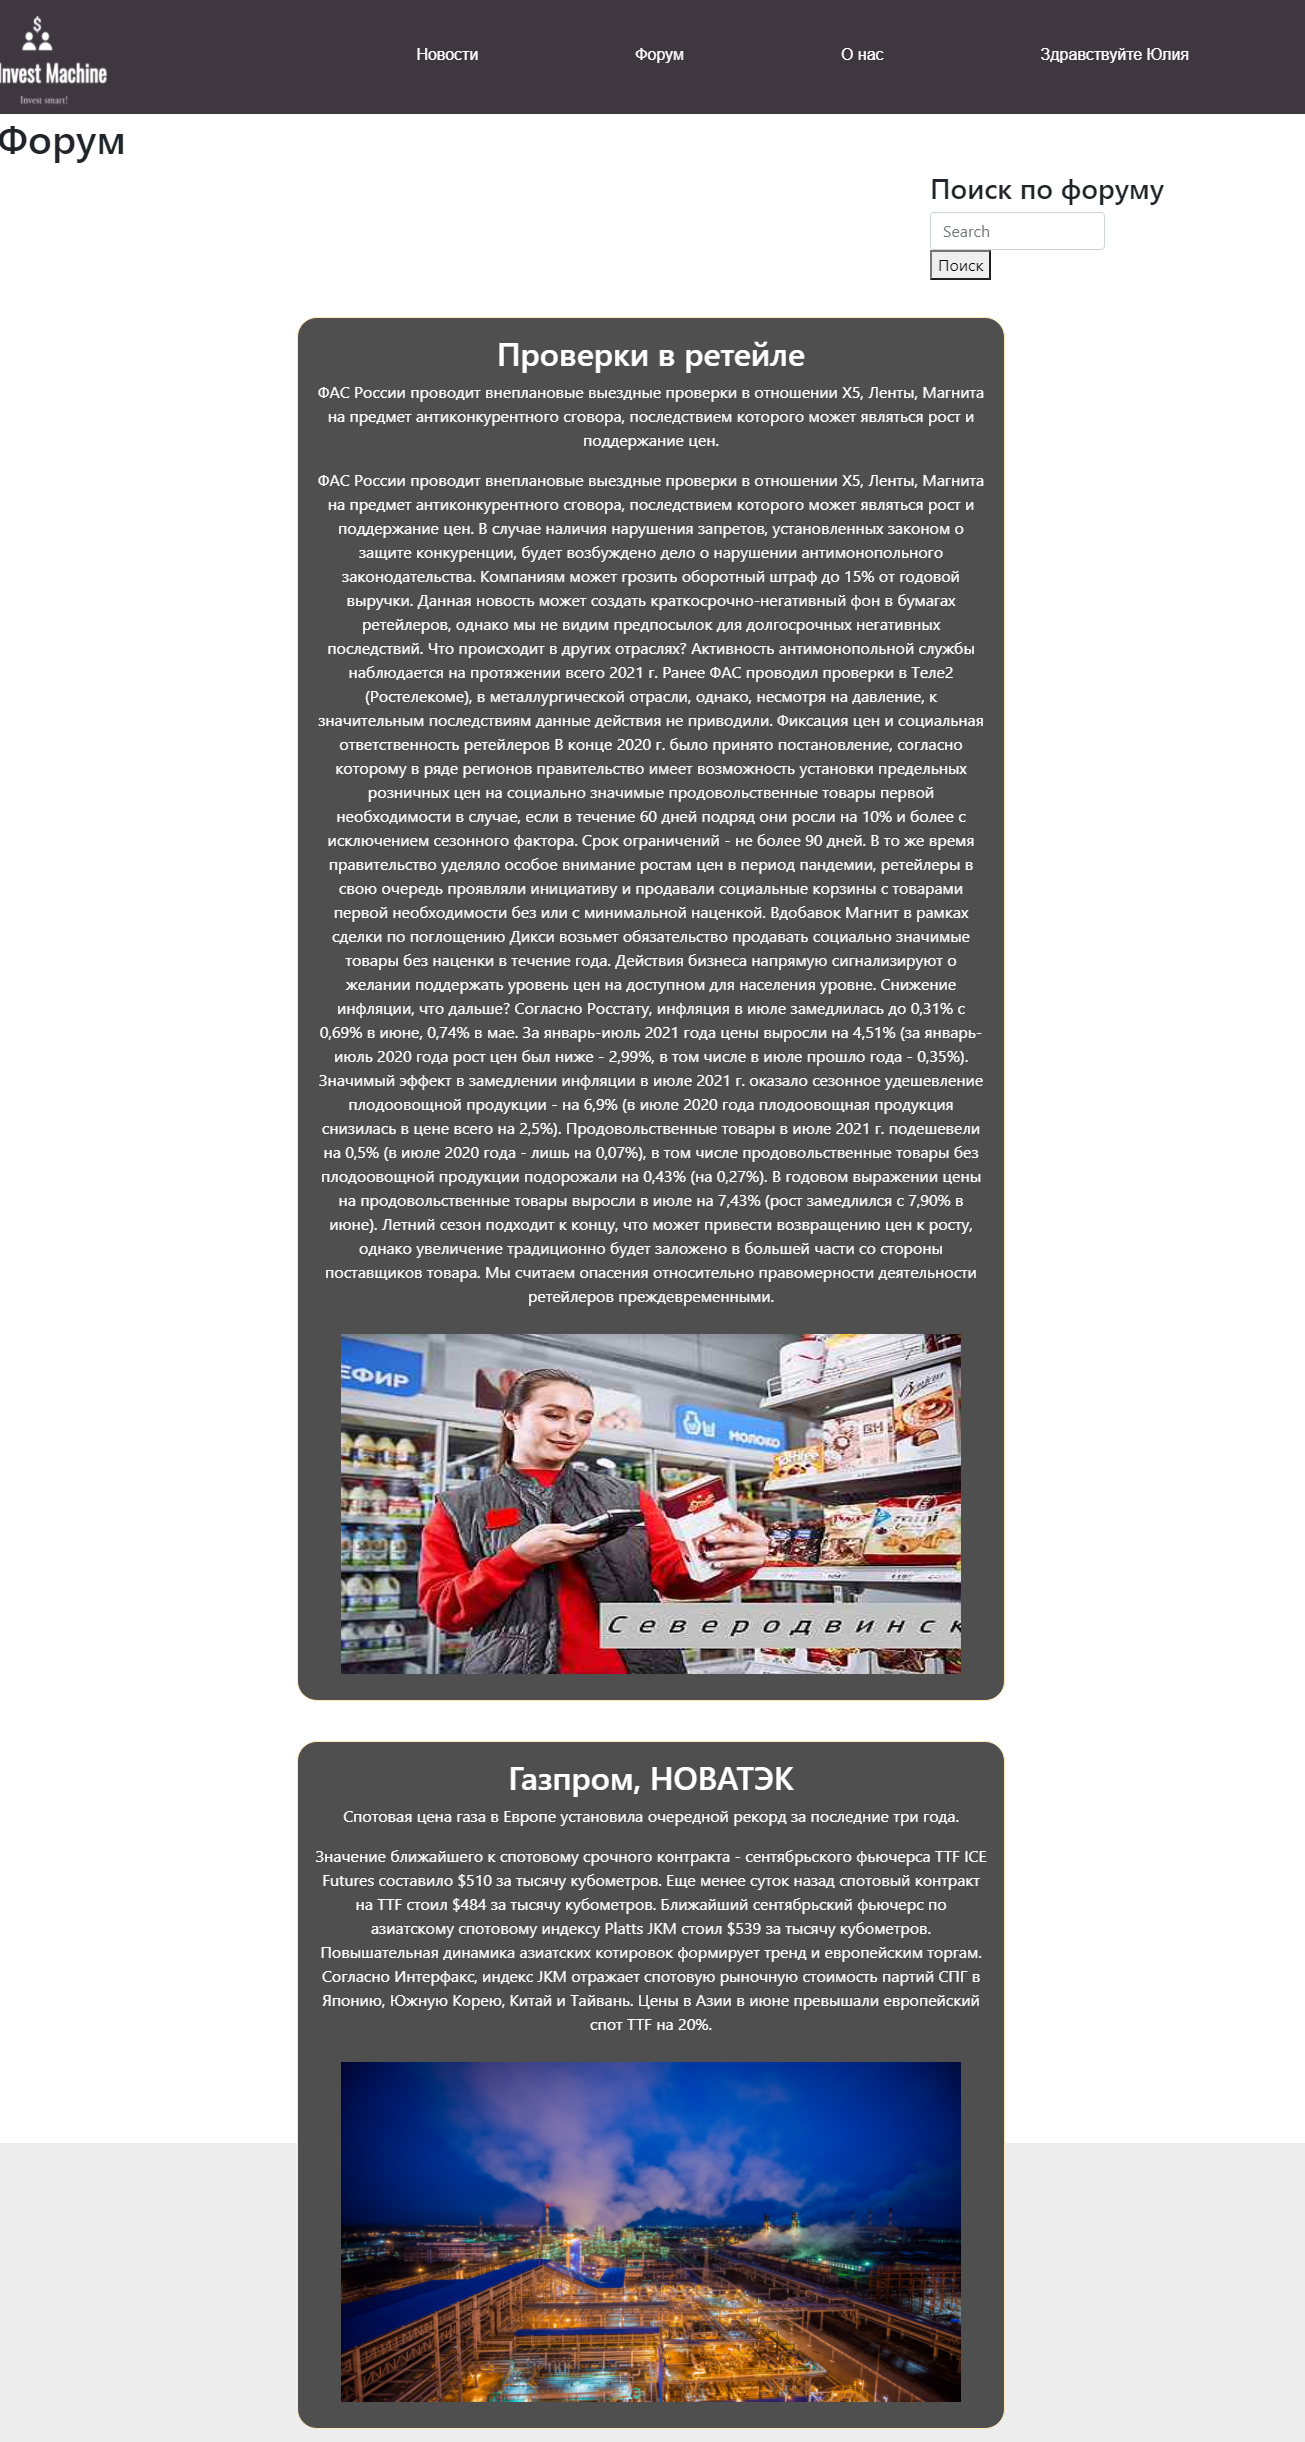 $
Invest Machine
Invest smart!
Новости
Форум
О нас
Здравствуйте Юлия
Форум
Поиск по форуму
Search
Поиск
Проверки в ретейле
ФАС России проводит внеплановые выездные проверки в отношении X5, Ленты, Магнита
на предмет антиконкурентного сговора, последствием которого может являться рост и
поддержание цен.
ФАС России проводит внеплановые выездные проверки в отношении X5, Ленты, Магнита
на предмет антиконкурентного сговора, последствием которого может являться рост и
поддержание цен. В случае наличия нарушения запретов, установленных законом о
защите конкуренции, будет возбуждено дело о нарушении антимонопольного
законодательства. Компаниям может грозить оборотный штраф до 15% от годовой
выручки. Данная новость может создать краткосрочно-негативный фон в бумагах
ретейлеров, однако мы не видим предпосылок для долгосрочных негативных
последствий. Что происходит в других отраслях? Активность антимонопольной службы
наблюдается на протяжении всего 2021 г. Ранее ФАС проводил проверки в Теле2
(Ростелекоме), в металлургической отрасли, однако, несмотря на давление, к
значительным последствиям данные действия не приводили. Фиксация цен и социальная
ответственность ретейлеров В конце 2020 г. было принято постановление, согласно
которому в ряде регионов правительство имеет возможность установки предельных
розничных цен на социально значимые продовольственные товары первой
необходимости в случае, если в течение 60 дней подряд они росли на 10% и более с
исключением сезонного фактора. Срок ограничений - не более 90 дней. В то же время
правительство уделяло особое внимание ростам цен в период пандемии, ретейлеры в
свою очередь проявляли инициативу и продавали социальные корзины с товарами
первой необходимости без или с минимальной наценкой. Вдобавок Магнит в рамках
сделки по поглощению Дикси возьмет обязательство продавать социально значимые
товары без наценки в течение года. Действия бизнеса напрямую сигнализируют о
желании поддержать уровень цен на доступном для населения уровне. Снижение
инфляции, что дальше? Согласно Росстату, инфляция в июле замедлилась до 0,31% с
0,69% в июне, 0,74% в мае. За январь-июль 2021 года цены выросли на 4,51% (за январь-
июль 2020 года рост цен был ниже - 2,99%, в том числе в июле прошло года - 0,35%).
Значимый эффект в замедлении инфляции в июле 2021 г. оказало сезонное удешевление
плодоовощной продукции - на 6,9% (в июле 2020 года плодоовощная продукция
снизилась в цене всего на 2,5%). Продовольственные товары в июле 2021 г. подешевели
на 0,5% (в июле 2020 года - лишь на 0,07%), в том числе продовольственные товары без
плодоовощной продукции подорожали на 0,43% (на 0,27%). В годовом выражении цены
на продовольственные товары выросли в июле на 7,43% (рост замедлился с 7,90% в
июне). Летний сезон подходит к концу, что может привести возвращению цен к росту,
однако увеличение традиционно будет заложено в большей части со стороны
поставщиков товара. Мы считаем опасения относительно правомерности деятельности
ретейлеров преждевременными.
ЕФИР
МОЛОКО
Северодвинск
Газпром, НОВАТЭК
Спотовая цена газа в Европе установила очередной рекорд за последние три года.
Значение ближайшего к спотовому срочного контракта - сентябрьского фьючерса TTF ICE
Futures составило $510 за тысячу кубометров. Еще менее суток назад спотовый контракт
на TTF стоил $484 за тысячу кубометров. Ближайший сентябрьский фьючерс по
азиатскому спотовому индексу Platts JKM стоил $539 за тысячу кубометров.
Повышательная динамика азиатских котировок формирует тренд и европейским торгам.
Согласно Интерфакс, индекс JKM отражает спотовую рыночную стоимость партий СПГ в
Японию, Южную Корею, Китай и Тайвань. Цены в Азии в июне превышали европейский
спот TTF на 20%.